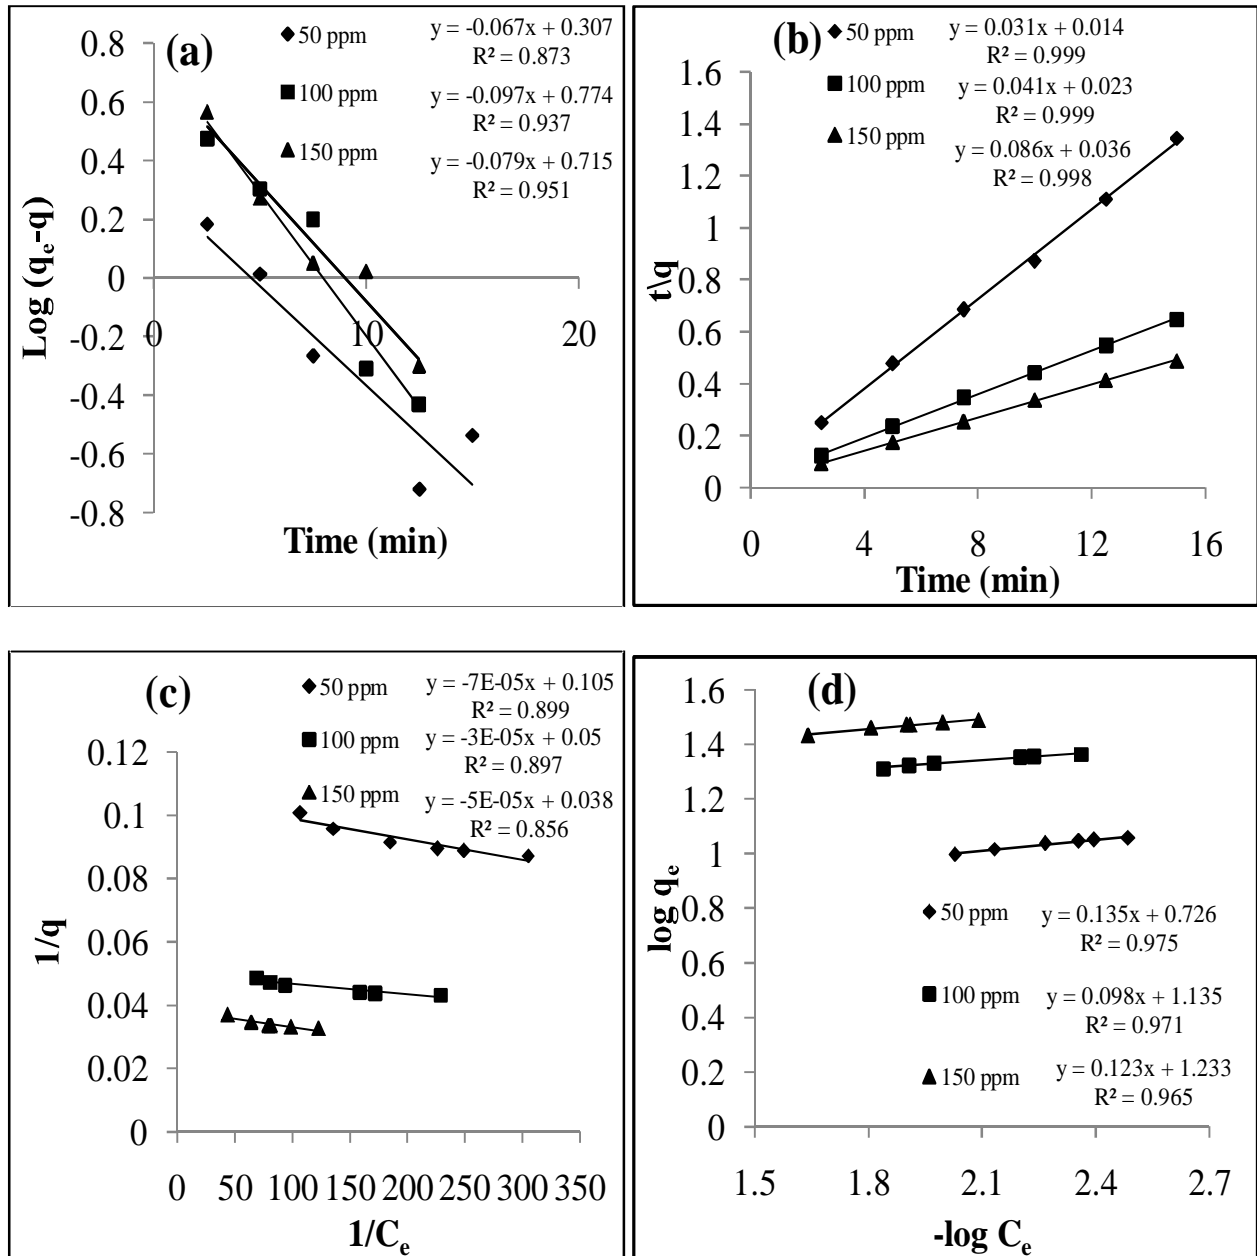 (a)
50 ppm
y = -0.067x + 0.307
R² = 0.873
100 ppm
y = -0.097x + 0.774
R² = 0.937
150 ppm
y = -0.079x + 0.715
R² = 0.951
0.8
0.6
0.4
0.2
0
-0.2
-0.4
-0.6
-0.8
0
10
20
Log (qₑ-q)
Time (min)
(b)
50 ppm
y = 0.031x + 0.014
R² = 0.999
100 ppm
y = 0.041x + 0.023
R² = 0.999
150 ppm
y = 0.086x + 0.036
R² = 0.998
1.6
1.4
1.2
1
0.8
0.6
0.4
0.2
0
0
4
8
12
16
t\q
Time (min)
(c)
50 ppm
y = -7E-05x + 0.105
R² = 0.899
100 ppm
y = -3E-05x + 0.05
R² = 0.897
150 ppm
y = -5E-05x + 0.038
R² = 0.856
0.12
0.1
0.08
0.06
0.04
0.02
0
0 50 100 150 200 250 300 350
1/q
1/Cₑ
(d)
1.6
1.4
1.2
1
0.8
0.6
0.4
0.2
0
1.5
1.8
2.1
2.4
2.7
log qₑ
50 ppm
y = 0.135x + 0.726
R² = 0.975
100 ppm
y = 0.098x + 1.135
R² = 0.971
150 ppm
y = 0.123x + 1.233
R² = 0.965
-log Cₑ